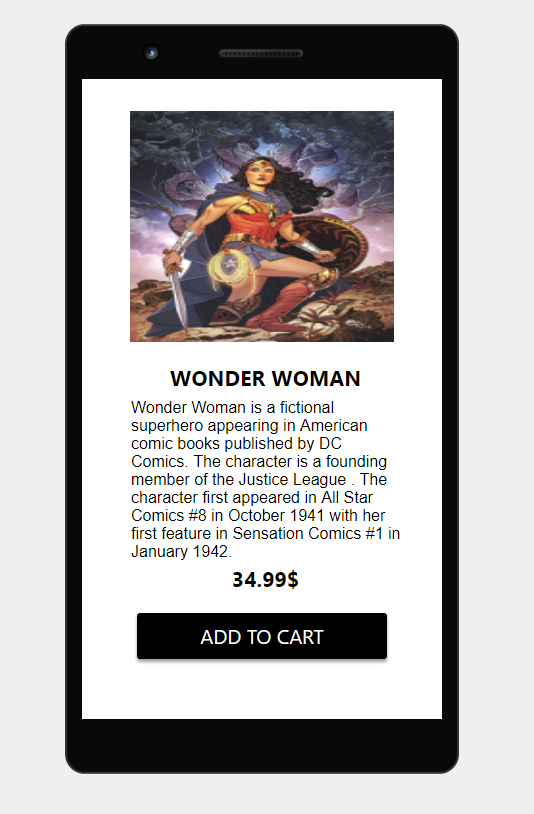 WONDER WOMAN
Wonder Woman is a fictional
superhero appearing in American
comic books published by DC
Comics. The character is a founding
member of the Justice League . The
character first appeared in All Star
Comics #8 in October 1941 with her
first feature in Sensation Comics #1 in
January 1942.
34.99$
ADD TO CART